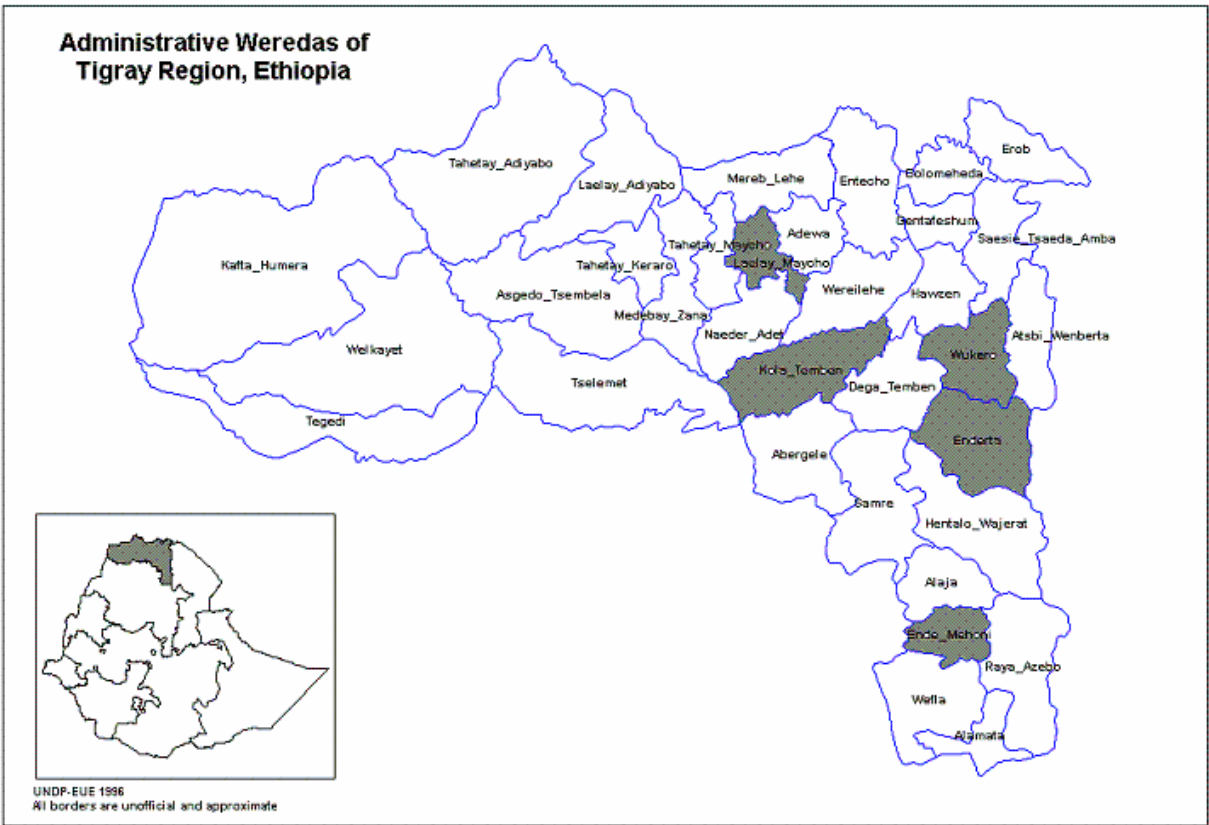 Administrative Weredas of
Tigray Region, Ethiopia
Erob
Tahetay_Adiyabo
Mereb_Lehe
Entecho
Golomeheda
Laelay_Adiyabo
Gentafeshum
Adewa
Saesie_Tsaeda_Amba
Tahetay_Maycho
Laelay_Maycho
Kafta_Humera
Tahetay_Keraro
Asgedo_Tsembela
Wereilehe
Hawzen
Medebay_Zana
Naeder_Adet
Atsbi_Wenberta
Welkayet
Wukero
Kola_Temben
Tselemet
Dega_Temben
Tegedi
Enderta
Abergele
Samre
Hentalo_Wajerat
Alaja
Ende_Mehoni
Raya_Azebo
Wefla
Alamata
UNDP-EUE 1996
All borders are unofficial and approximate